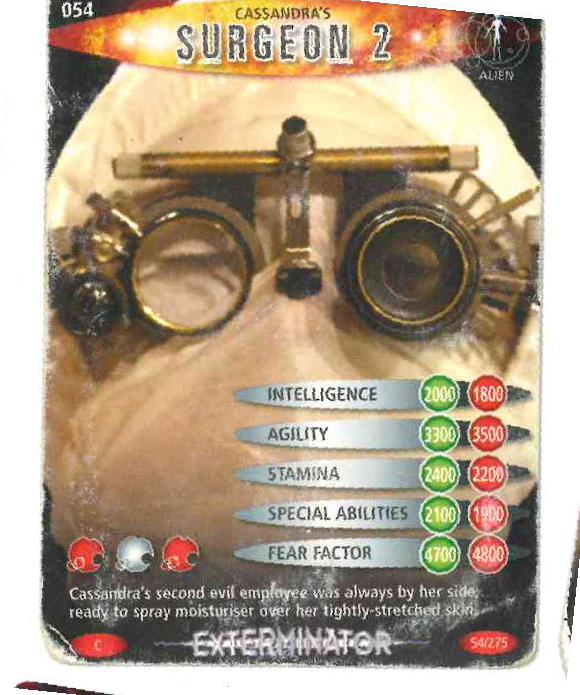 054
CASSANDRA'S
SURGEON 2
ALIEN
INTELLIGENCE 2000 1800
AGILITY 3300 3500
STAMINA 2400 2200
SPECIAL ABILITIES 2100 1900
FEAR FACTOR 4700 4800
Cassandra's second evil employee was always by her side,
ready to spray moisturiser over her tightly-stretched skin.
C
EXTERMINATOR
54/275